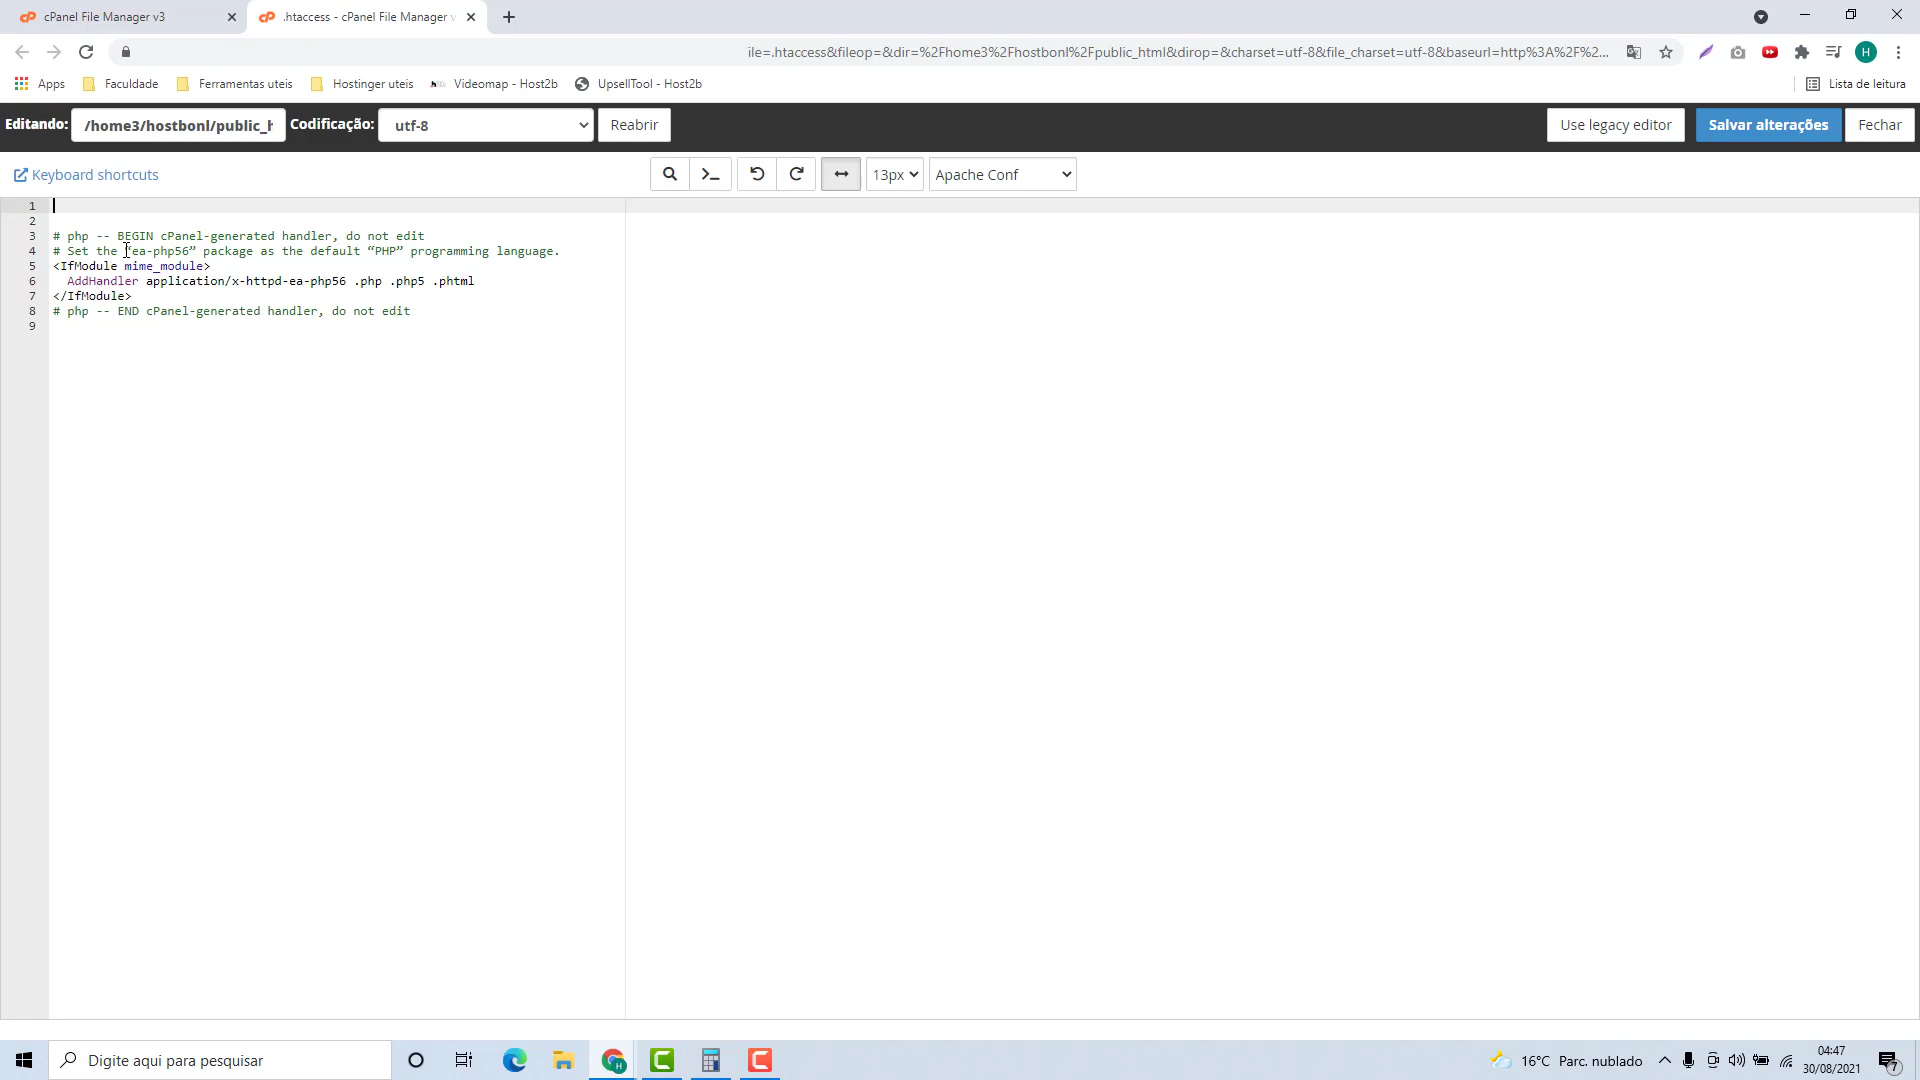 cPanel File Manager v3
.htaccess - cPanel File Manager v
ile=.htaccess&fileop=&dir=%2Fhome3%2Fhostbonl%2Fpublic_html&dirop=&charset=utf-8&file_charset=utf-8&baseurl=http%3A%2F%2...
H
Apps
Faculdade
Ferramentas uteis
Hostinger uteis
Videomap - Host2b
UpsellTool - Host2b
Lista de leitura
Editando:
/home3/hostbonl/public_h
Codificação:
utf-8
Reabrir
Use legacy editor
Salvar alterações
Fechar
Keyboard shortcuts
13px
Apache Conf
1
2
3 # php -- BEGIN cPanel-generated handler, do not edit
4 # Set the “ea-php56” package as the default “PHP” programming language.
5 <IfModule mime_module>
6   AddHandler application/x-httpd-ea-php56 .php .php5 .phtml
7 </IfModule>
8 # php -- END cPanel-generated handler, do not edit
9
Digite aqui para pesquisar
16°C Parc. nublado
04:47
30/08/2021
7